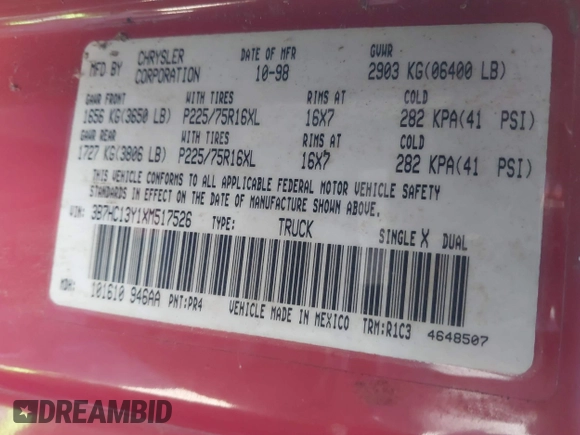 MFD BY CHRYSLER CORPORATION DATE OF MFR 10-98 GVWR 2903 KG(06400 LB)
GAWR FRONT WITH TIRES RIMS AT COLD
1656 KG(3650 LB) P225/75R16XL 16X7 282 KPA(41 PSI)
GAWR REAR WITH TIRES RIMS AT COLD
1727 KG(3806 LB) P225/75R16XL 16X7 282 KPA(41 PSI)
THIS VEHICLE CONFORMS TO ALL APPLICABLE FEDERAL MOTOR VEHICLE SAFETY
STANDARDS IN EFFECT ON THE DATE OF MANUFACTURE SHOWN ABOVE.
VIN: 3B7HC13Y1XM517526 TYPE: TRUCK SINGLE X DUAL
MDH: 101610 946AA PNT:PR4 VEHICLE MADE IN MEXICO TRM:R1C3 4648507
DREAMBID